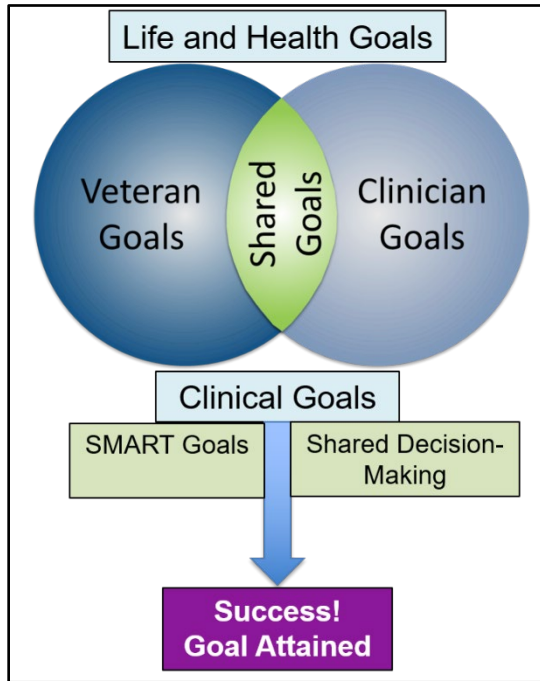 Life and Health Goals
Veteran
Goals
Shared
Goals
Clinician
Goals
Clinical Goals
SMART Goals
Shared Decision-
Making
Success!
Goal Attained